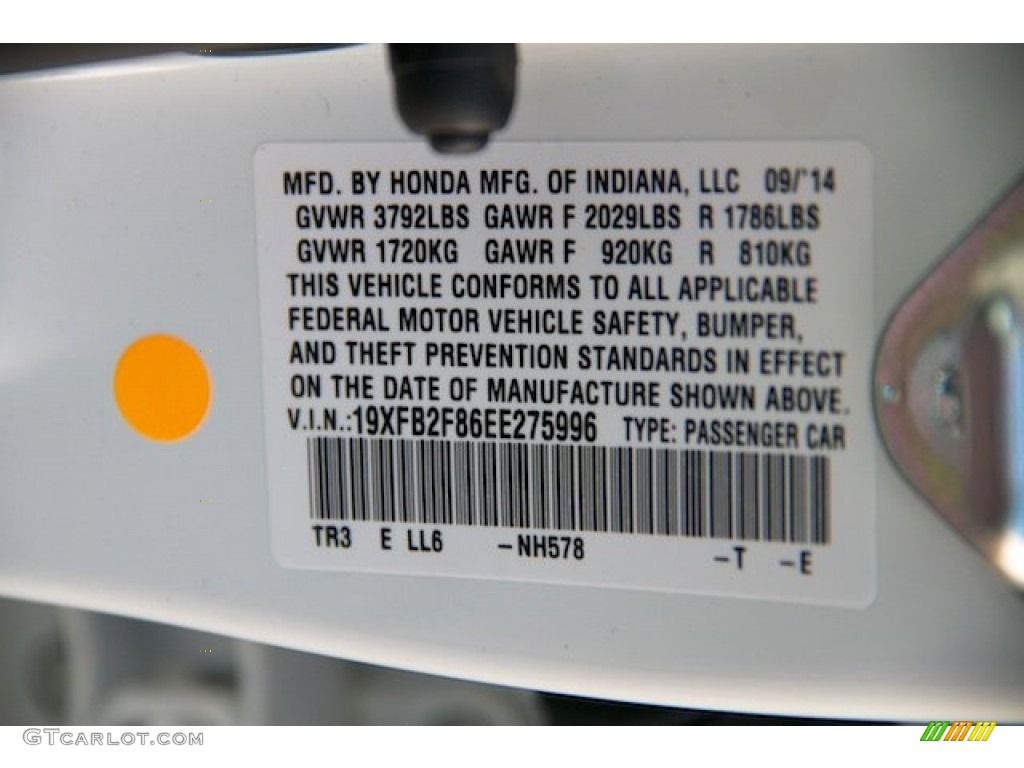 MFD. BY HONDA MFG. OF INDIANA, LLC 09/'14
GVWR 3792LBS GAWR F 2029LBS R 1786LBS
GVWR 1720KG GAWR F 920KG R 810KG
THIS VEHICLE CONFORMS TO ALL APPLICABLE
FEDERAL MOTOR VEHICLE SAFETY, BUMPER,
AND THEFT PREVENTION STANDARDS IN EFFECT
ON THE DATE OF MANUFACTURE SHOWN ABOVE.
V.I.N.:19XFB2F86EE275996 TYPE: PASSENGER CAR
TR3 E LL6 -NH578 -T -E
GTCARLOT.COM